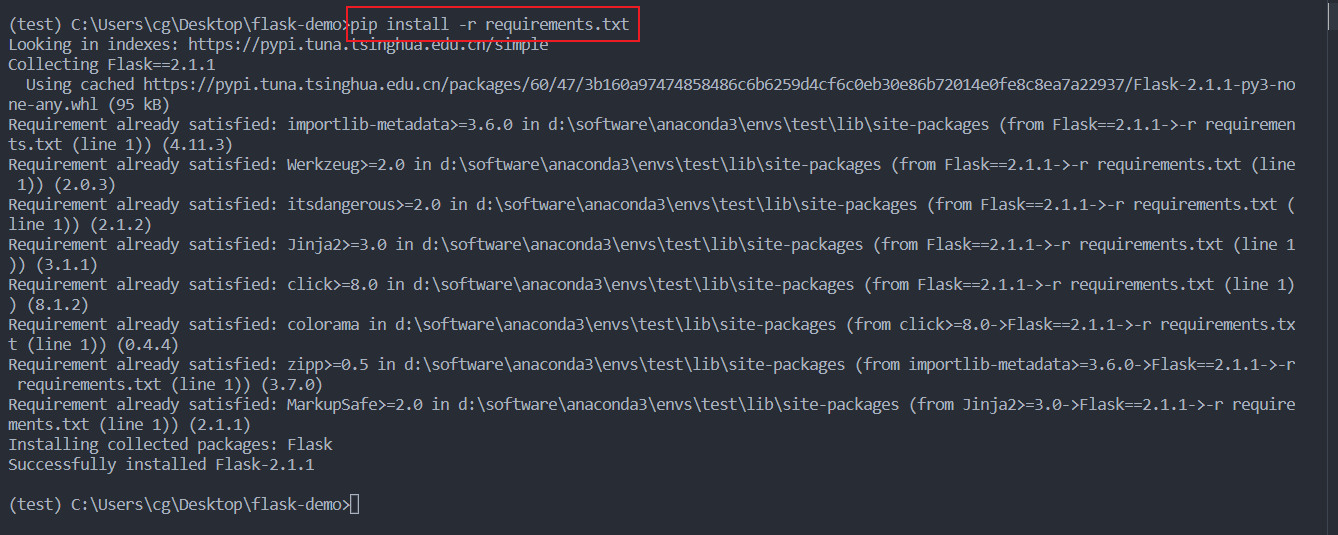 (test) C:\Users\cg\Desktop\flask-demo>pip install -r requirements.txt
Looking in indexes: https://pypi.tuna.tsinghua.edu.cn/simple
Collecting Flask==2.1.1
  Using cached https://pypi.tuna.tsinghua.edu.cn/packages/60/47/3b160a97474858486c6b6259d4cf6c0eb30e86b72014e0fe8c8ea7a22937/Flask-2.1.1-py3-no
ne-any.whl (95 kB)
Requirement already satisfied: importlib-metadata>=3.6.0 in d:\software\anaconda3\envs\test\lib\site-packages (from Flask==2.1.1->-r requiremen
ts.txt (line 1)) (4.11.3)
Requirement already satisfied: Werkzeug>=2.0 in d:\software\anaconda3\envs\test\lib\site-packages (from Flask==2.1.1->-r requirements.txt (line
 1)) (2.0.3)
Requirement already satisfied: itsdangerous>=2.0 in d:\software\anaconda3\envs\test\lib\site-packages (from Flask==2.1.1->-r requirements.txt (
line 1)) (2.1.2)
Requirement already satisfied: Jinja2>=3.0 in d:\software\anaconda3\envs\test\lib\site-packages (from Flask==2.1.1->-r requirements.txt (line 1
)) (3.1.1)
Requirement already satisfied: click>=8.0 in d:\software\anaconda3\envs\test\lib\site-packages (from Flask==2.1.1->-r requirements.txt (line 1)
) (8.1.2)
Requirement already satisfied: colorama in d:\software\anaconda3\envs\test\lib\site-packages (from click>=8.0->Flask==2.1.1->-r requirements.tx
t (line 1)) (0.4.4)
Requirement already satisfied: zipp>=0.5 in d:\software\anaconda3\envs\test\lib\site-packages (from importlib-metadata>=3.6.0->Flask==2.1.1->-r
 requirements.txt (line 1)) (3.7.0)
Requirement already satisfied: MarkupSafe>=2.0 in d:\software\anaconda3\envs\test\lib\site-packages (from Jinja2>=3.0->Flask==2.1.1->-r require
ments.txt (line 1)) (2.1.1)
Installing collected packages: Flask
Successfully installed Flask-2.1.1
(test) C:\Users\cg\Desktop\flask-demo>